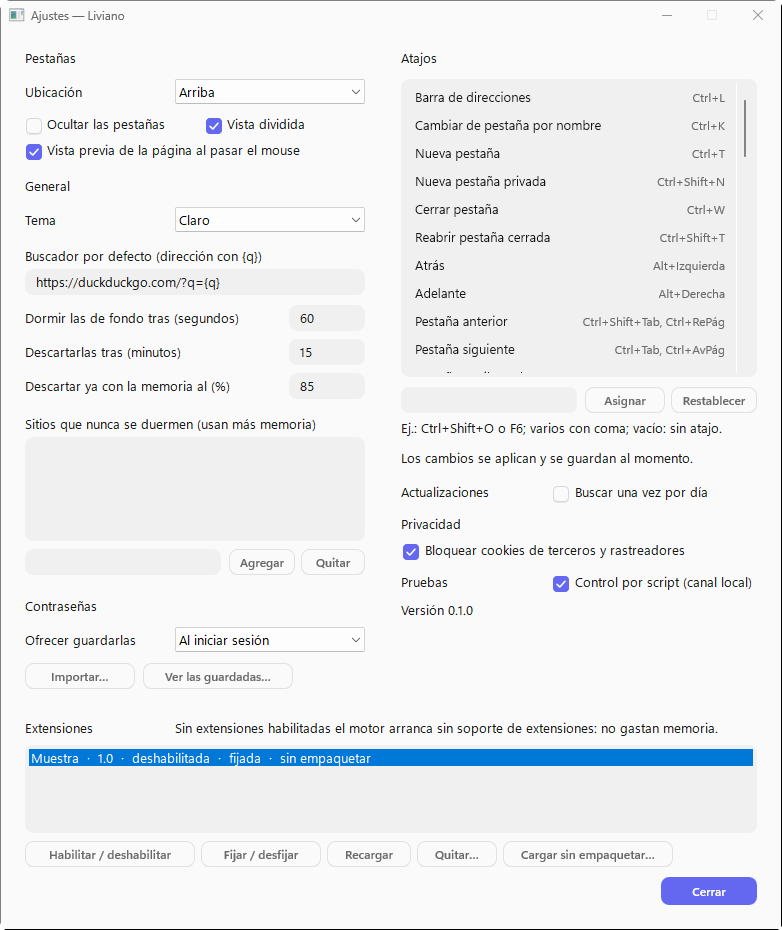 Ajustes — Liviano
Pestañas
Ubicación
Arriba
Ocultar las pestañas
Vista dividida
Vista previa de la página al pasar el mouse
General
Tema
Claro
Buscador por defecto (dirección con {q})
https://duckduckgo.com/?q={q}
Dormir las de fondo tras (segundos)
60
Descartarlas tras (minutos)
15
Descartar ya con la memoria al (%)
85
Sitios que nunca se duermen (usan más memoria)
Agregar
Quitar
Contraseñas
Ofrecer guardarlas
Al iniciar sesión
Importar...
Ver las guardadas...
Atajos
Barra de direcciones Ctrl+L
Cambiar de pestaña por nombre Ctrl+K
Nueva pestaña Ctrl+T
Nueva pestaña privada Ctrl+Shift+N
Cerrar pestaña Ctrl+W
Reabrir pestaña cerrada Ctrl+Shift+T
Atrás Alt+Izquierda
Adelante Alt+Derecha
Pestaña anterior Ctrl+Shift+Tab, Ctrl+RePág
Pestaña siguiente Ctrl+Tab, Ctrl+AvPág
Asignar
Restablecer
Ej.: Ctrl+Shift+O o F6; varios con coma; vacío: sin atajo.
Los cambios se aplican y se guardan al momento.
Actualizaciones
Buscar una vez por día
Privacidad
Bloquear cookies de terceros y rastreadores
Pruebas
Control por script (canal local)
Versión 0.1.0
Extensiones
Sin extensiones habilitadas el motor arranca sin soporte de extensiones: no gastan memoria.
Muestra · 1.0 · deshabilitada · fijada · sin empaquetar
Habilitar / deshabilitar
Fijar / desfijar
Recargar
Quitar...
Cargar sin empaquetar...
Cerrar